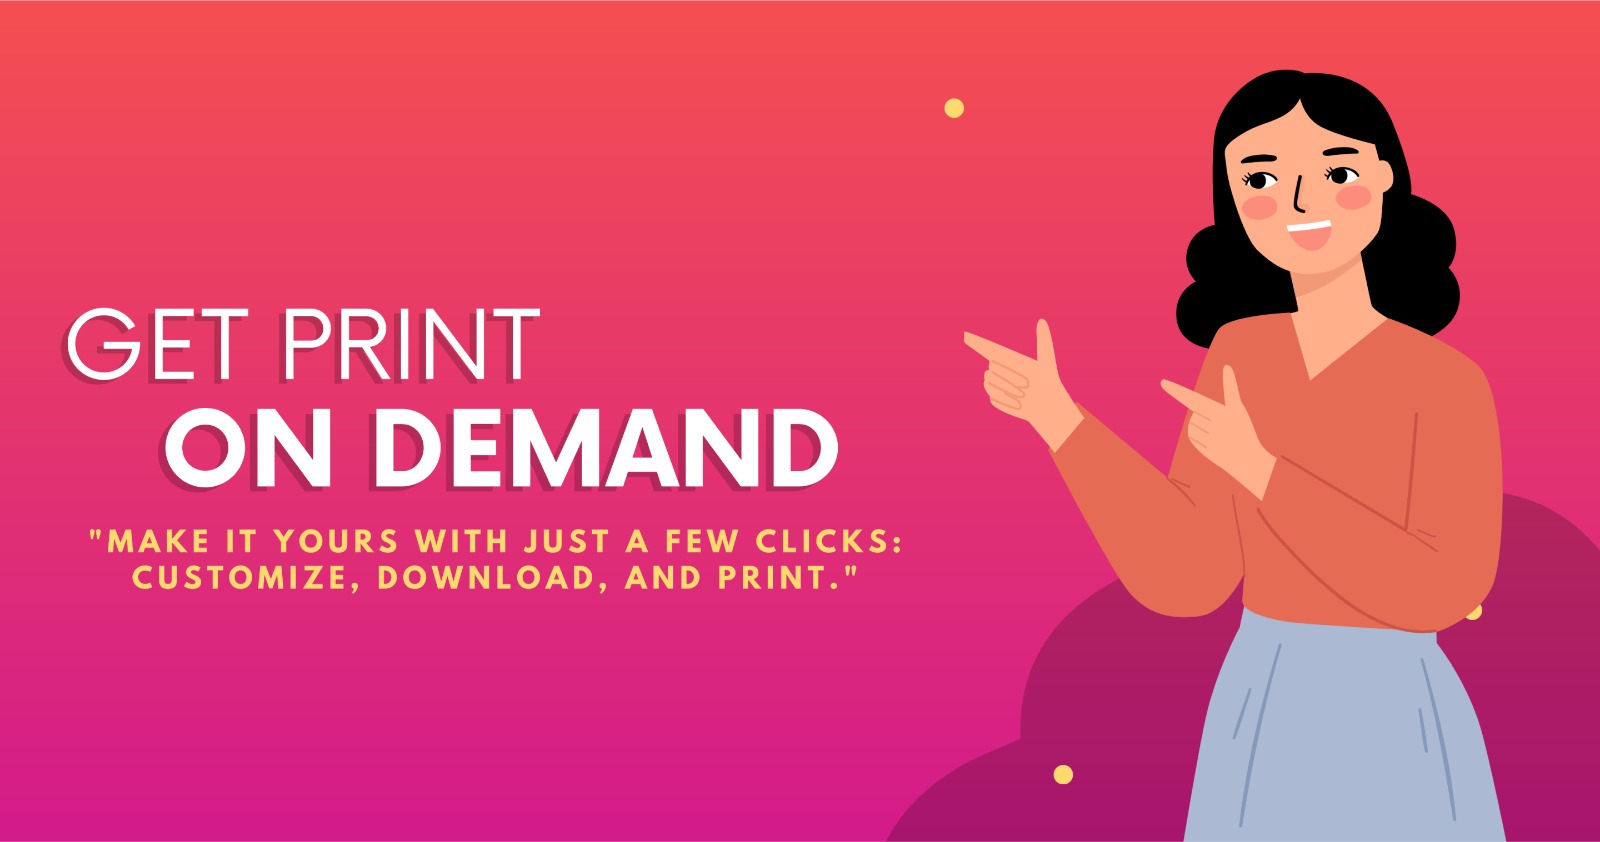 GET PRINT
ON DEMAND
"MAKE IT YOURS WITH JUST A FEW CLICKS:
CUSTOMIZE, DOWNLOAD, AND PRINT."